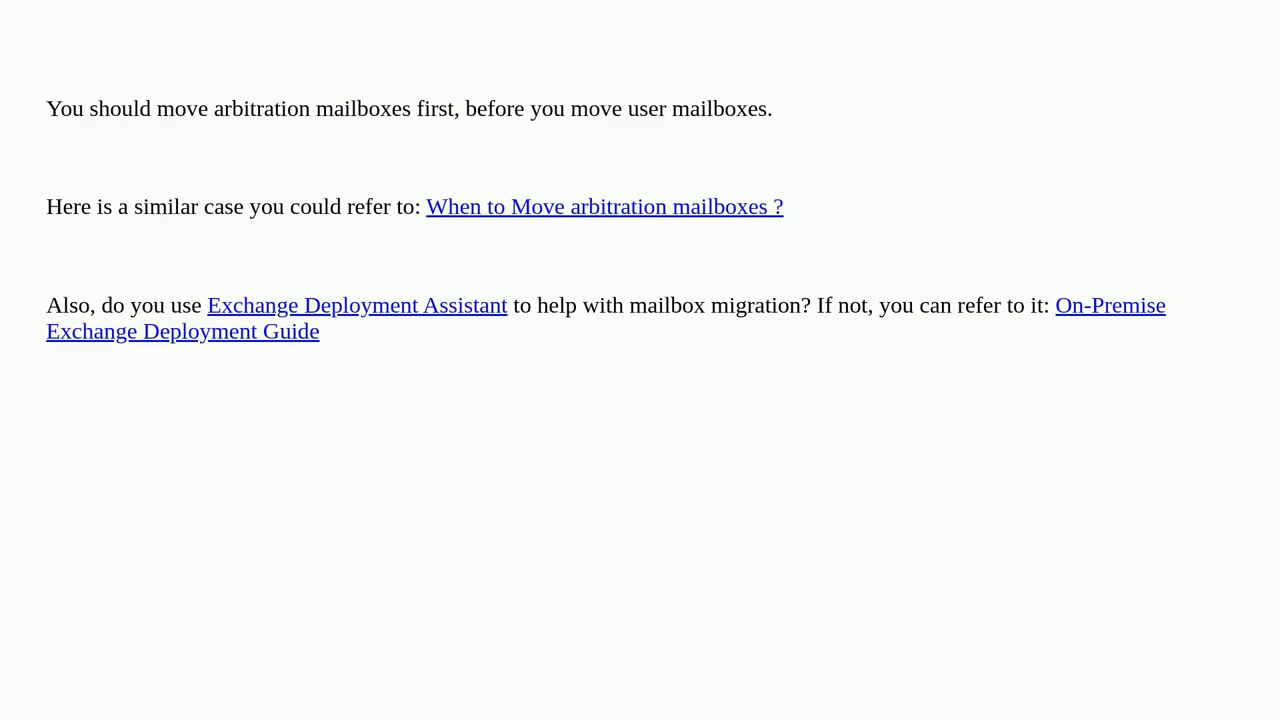 You should move arbitration mailboxes first, before you move user mailboxes.
Here is a similar case you could refer to: When to Move arbitration mailboxes ?
Also, do you use Exchange Deployment Assistant to help with mailbox migration? If not, you can refer to it: On-Premise
Exchange Deployment Guide